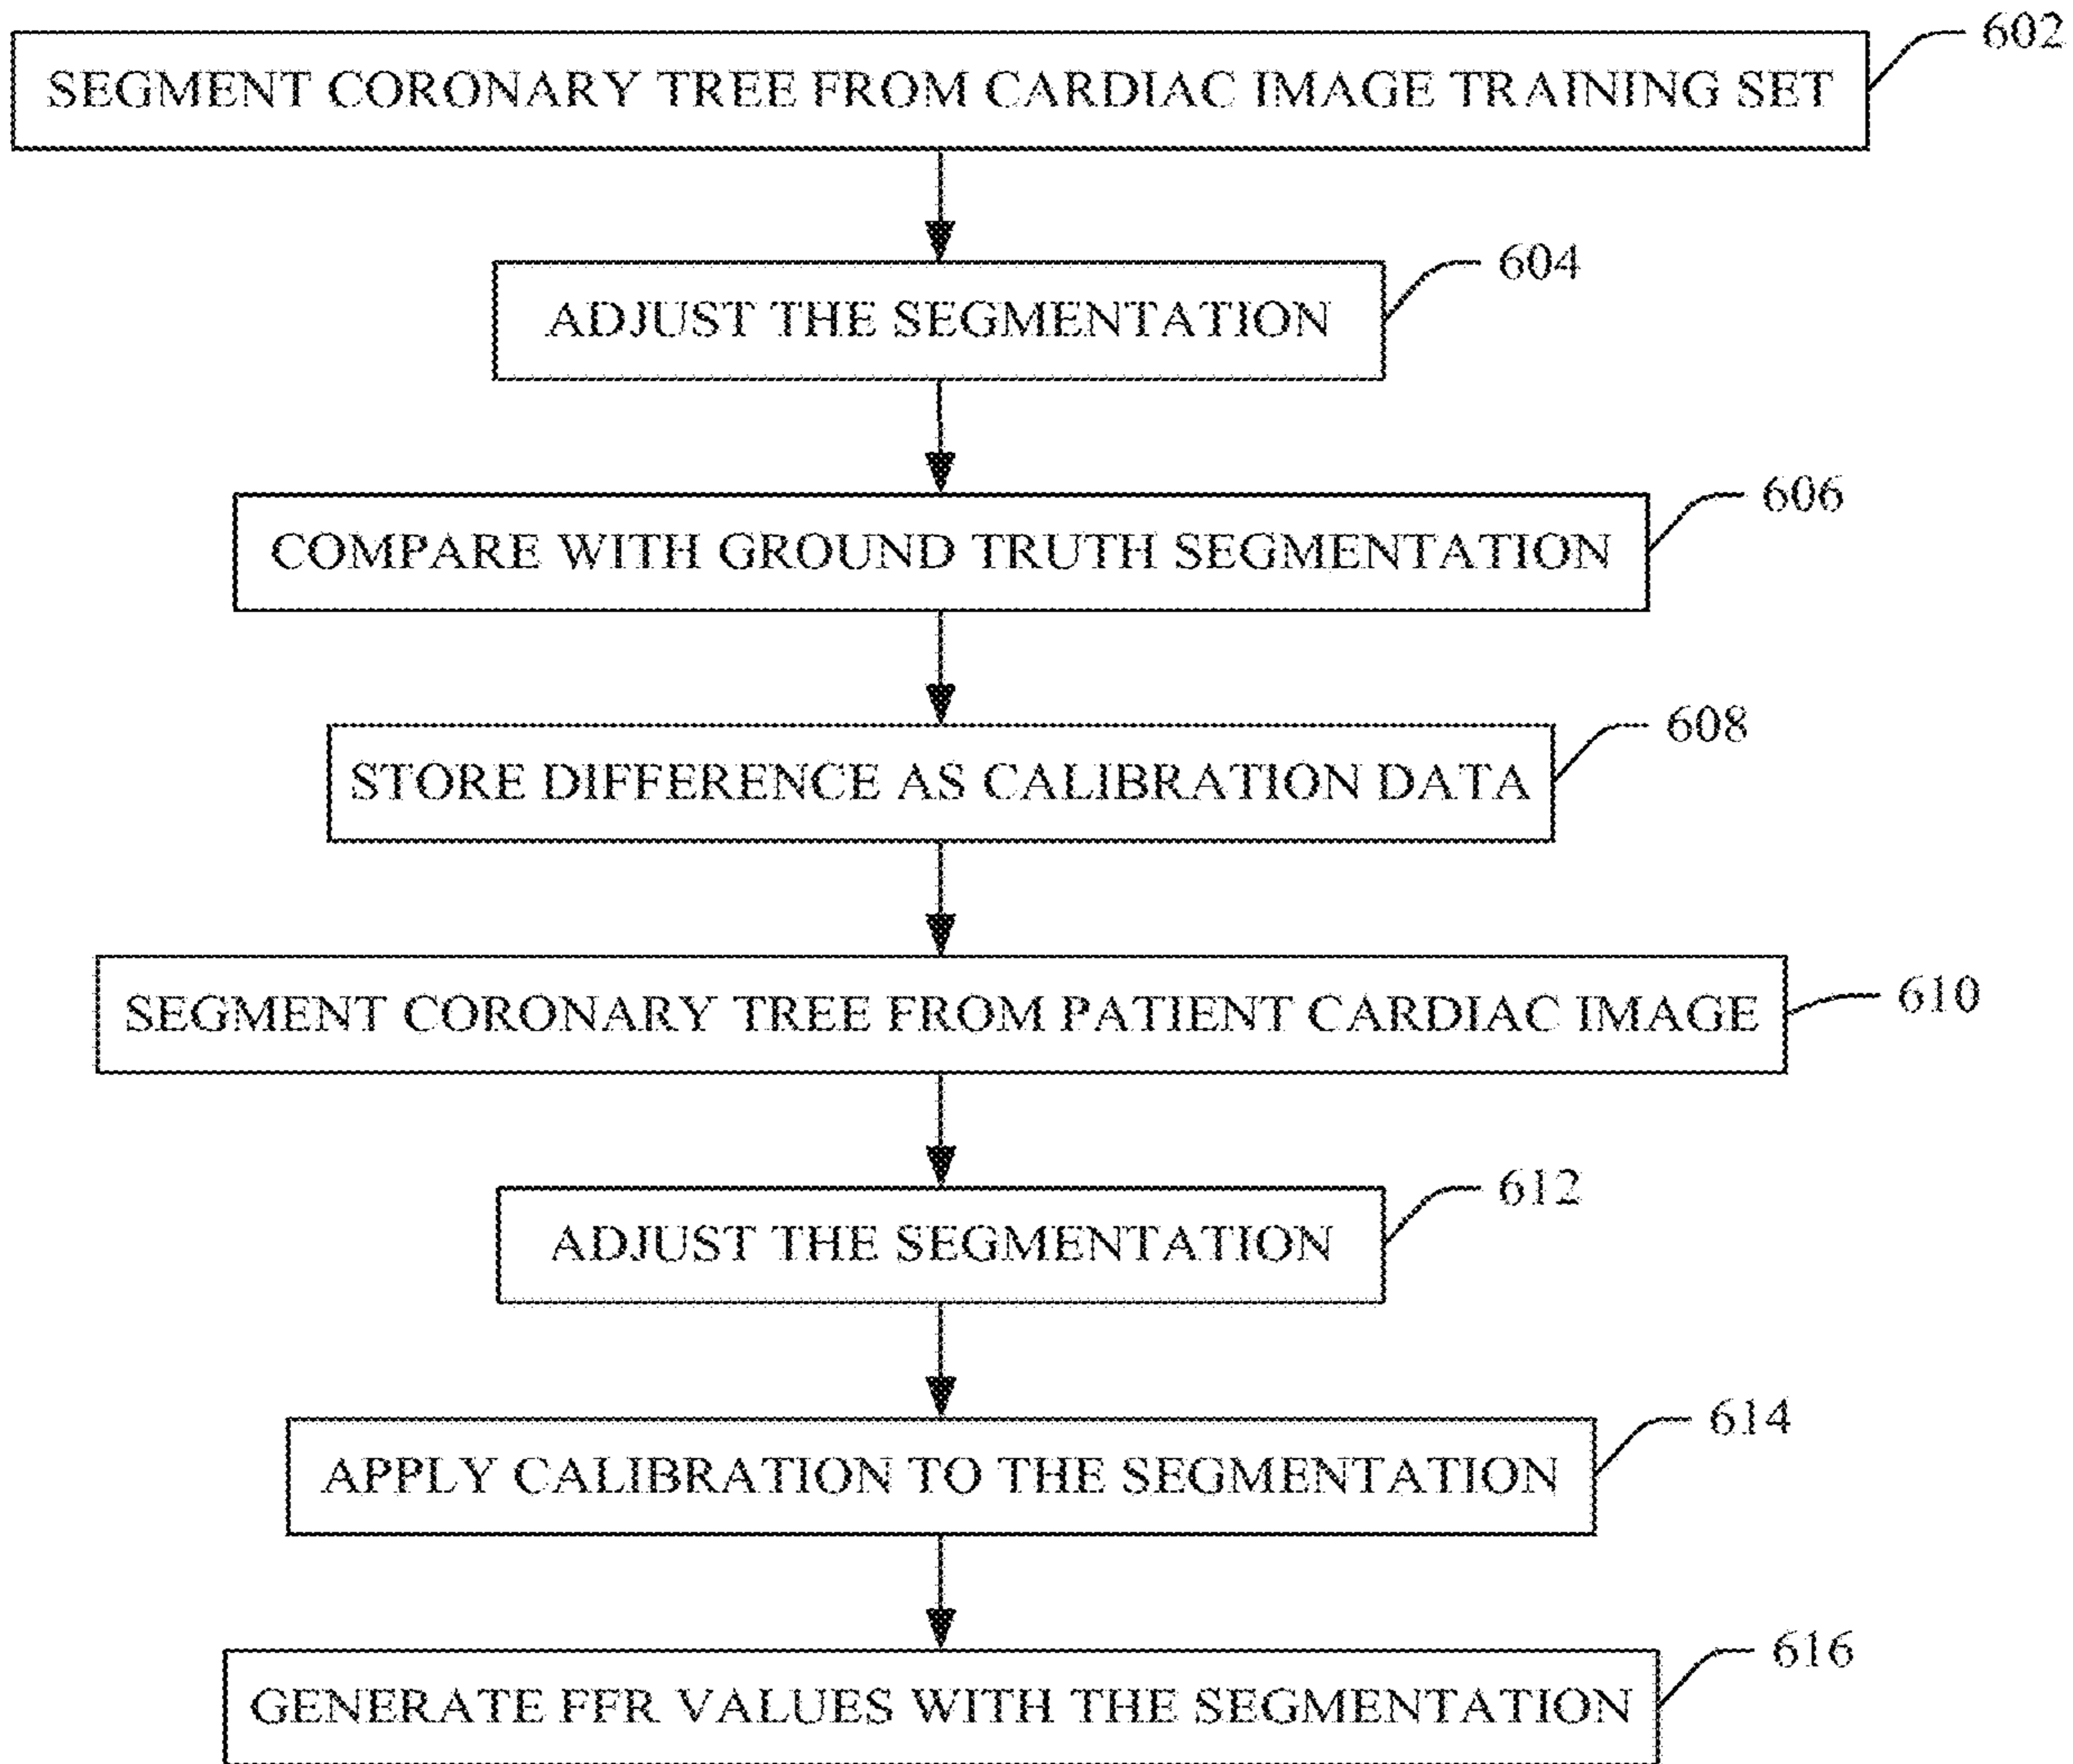 602
SEGMENT CORONARY TREE FROM CARDIAC IMAGE TRAINING SET
604
ADJUST THE SEGMENTATION
606
COMPARE WITH GROUND TRUTH SEGMENTATION
608
STORE DIFFERENCE AS CALIBRATION DATA
610
SEGMENT CORONARY TREE FROM PATIENT CARDIAC IMAGE
612
ADJUST THE SEGMENTATION
614
APPLY CALIBRATION TO THE SEGMENTATION
616
GENERATE FFR VALUES WITH THE SEGMENTATION